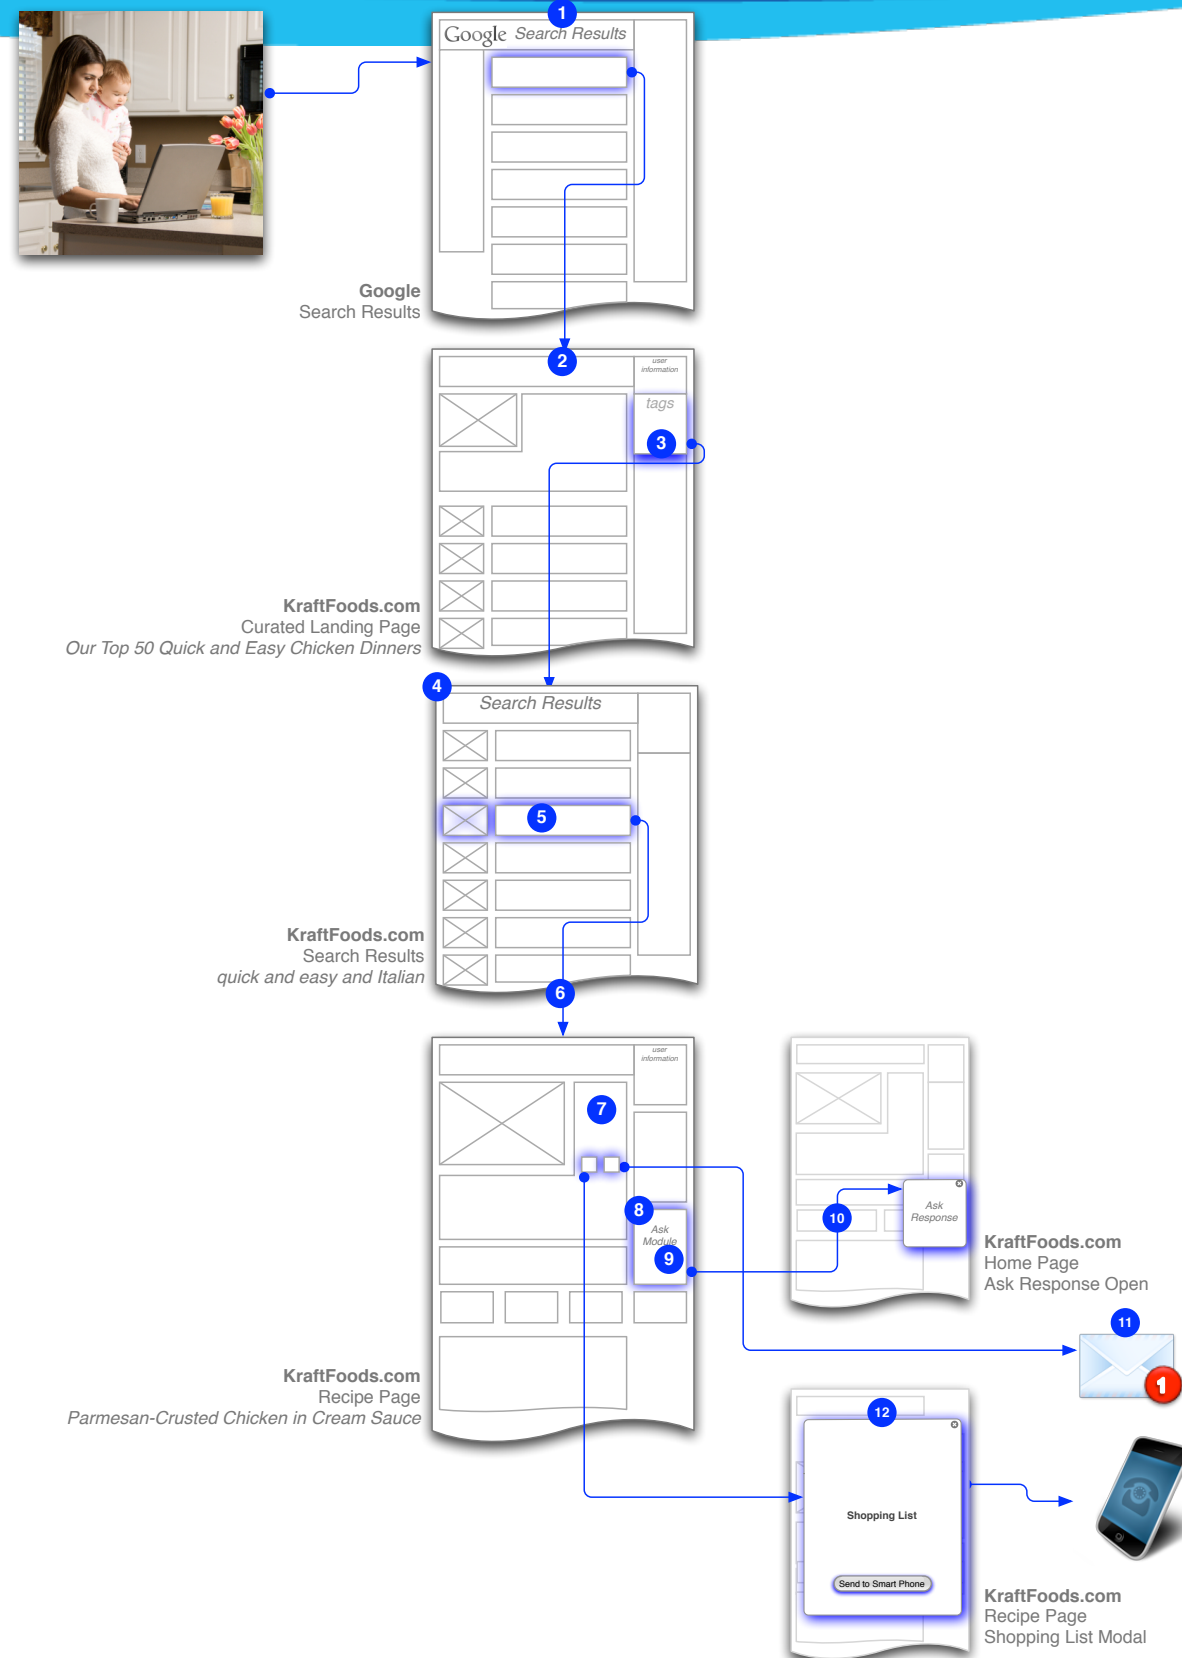 1
Google Search Results
Google
Search Results
2
user
information
tags
3
KraftFoods.com
Curated Landing Page
Our Top 50 Quick and Easy Chicken Dinners
4
Search Results
5
KraftFoods.com
Search Results
quick and easy and Italian
6
user
information
7
8
Ask
Module
9
10
Ask
Response
KraftFoods.com
Home Page
Ask Response Open
11
1
KraftFoods.com
Recipe Page
Parmesan-Crusted Chicken in Cream Sauce
12
Shopping List
Send to Smart Phone
KraftFoods.com
Recipe Page
Shopping List Modal